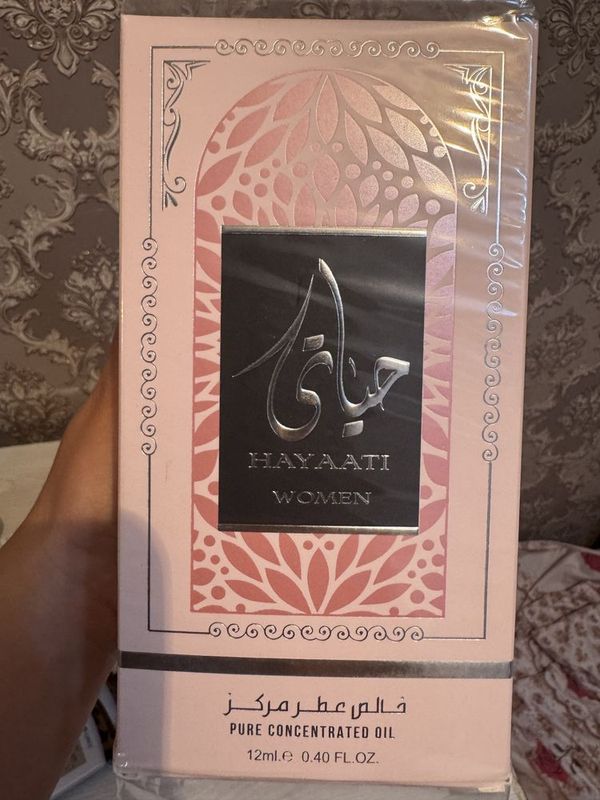 حياتي
HAYAATI
WOMEN
خالص عطر مركز
PURE CONCENTRATED OIL
12ml.e 0.40 FL.OZ.